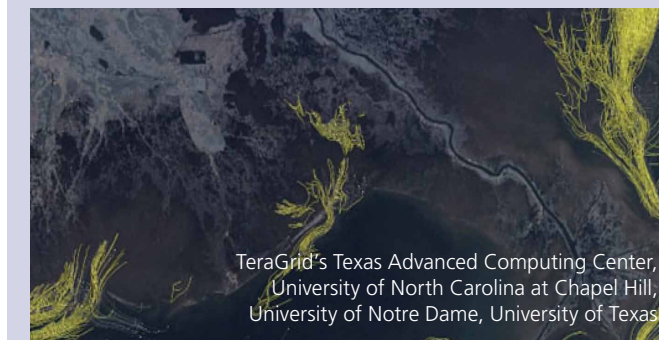 TeraGrid's Texas Advanced Computing Center,
University of North Carolina at Chapel Hill,
University of Notre Dame, University of Texas